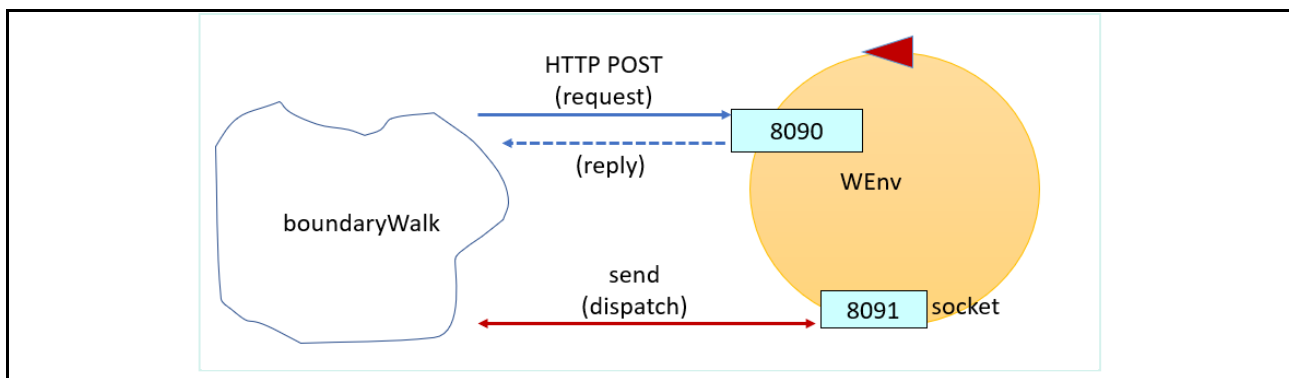 HTTP POST
(request)
8090
(reply)
WEnv
boundaryWalk
send
(dispatch)
8091
socket